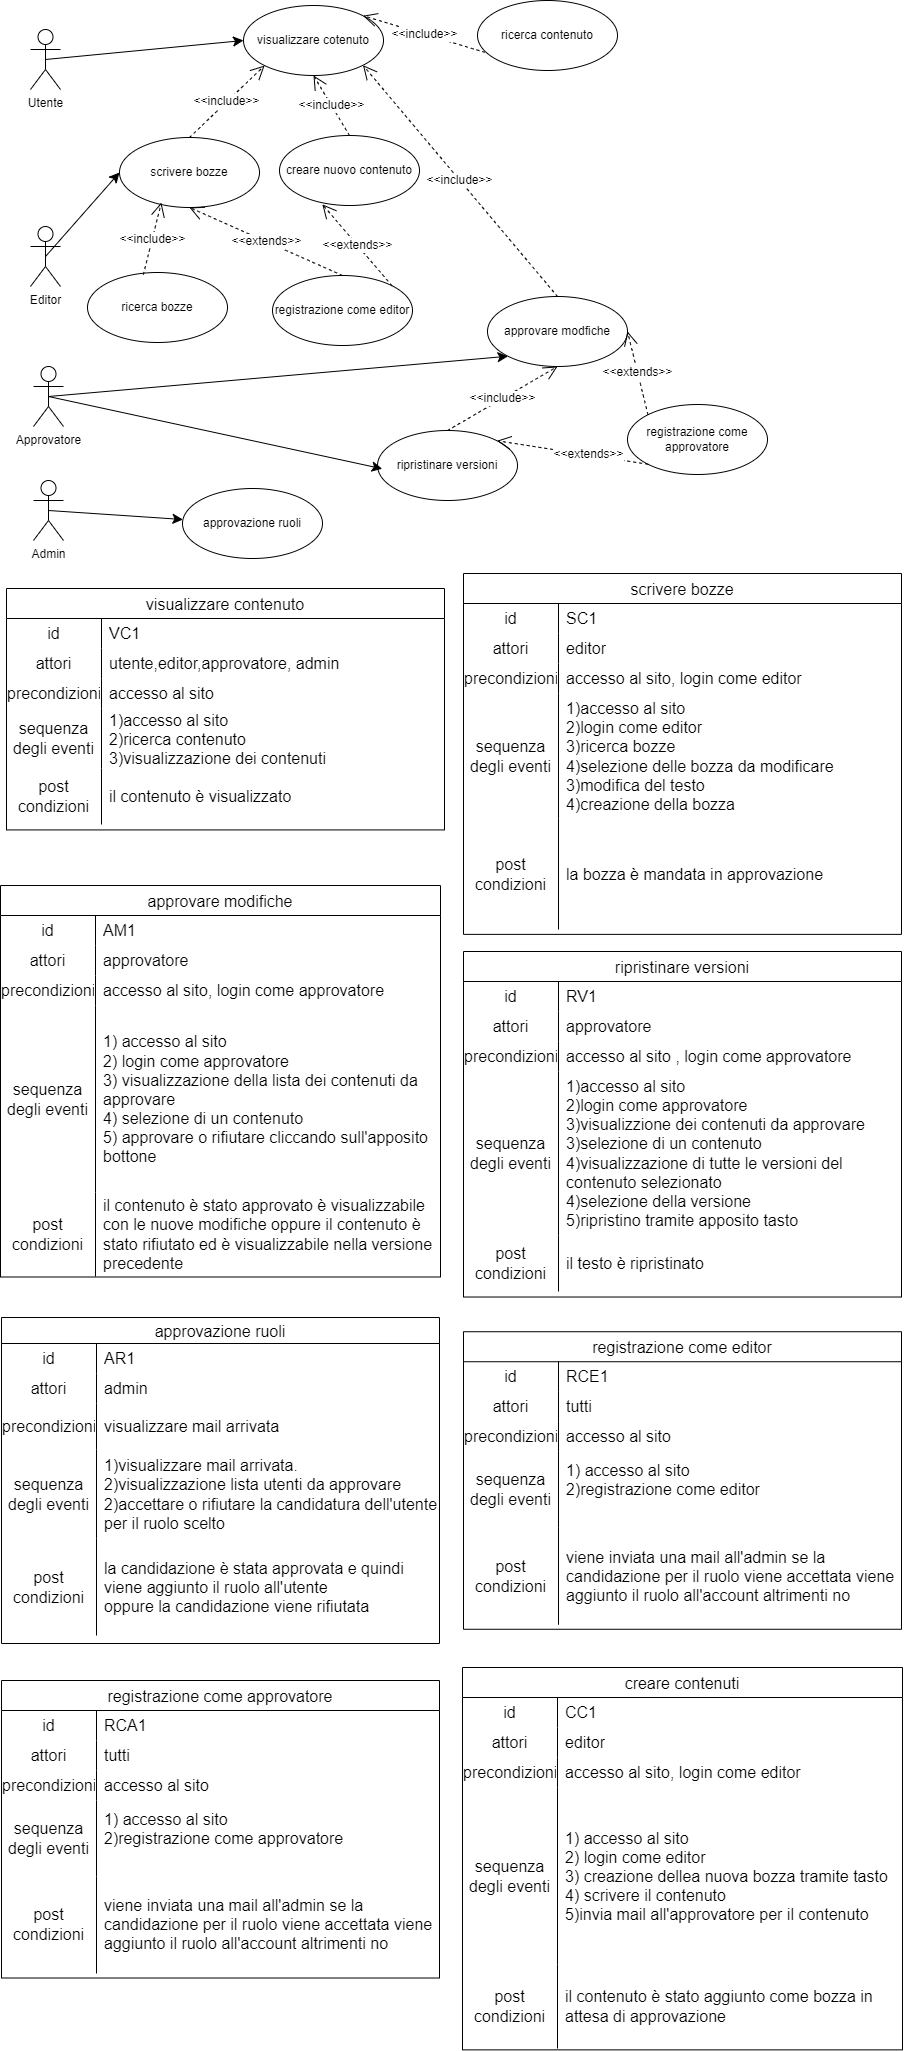 visualizzare cotenuto
<<include>>
ricerca contenuto
Utente
<<include>>
<<include>>
scrivere bozze
creare nuovo contenuto
<<include>>
<<include>>
<<extends>>
<<extends>>
Editor
ricerca bozze
registrazione come editor
approvare modfiche
<<extends>>
<<include>>
Approvatore
registrazione come
approvatore
<<extends>>
ripristinare versioni
approvazione ruoli
Admin
visualizzare contenuto
id
VC1
attori
utente,editor,approvatore, admin
precondizioni
accesso al sito
sequenza
degli eventi
1)accesso al sito
2)ricerca contenuto
3)visualizzazione dei contenuti
post
condizioni
il contenuto è visualizzato
scrivere bozze
id
SC1
attori
editor
precondizioni
accesso al sito, login come editor
sequenza
degli eventi
1)accesso al sito
2)login come editor
3)ricerca bozze
4)selezione delle bozza da modificare
3)modifica del testo
4)creazione della bozza
post
condizioni
la bozza è mandata in approvazione
approvare modifiche
id
AM1
attori
approvatore
precondizioni
accesso al sito, login come approvatore
sequenza
degli eventi
1) accesso al sito
2) login come approvatore
3) visualizzazione della lista dei contenuti da
approvare
4) selezione di un contenuto
5) approvare o rifiutare cliccando sull'apposito
bottone
post
condizioni
il contenuto è stato approvato è visualizzabile
con le nuove modifiche oppure il contenuto è
stato rifiutato ed è visualizzabile nella versione
precedente
ripristinare versioni
id
RV1
attori
approvatore
precondizioni
accesso al sito , login come approvatore
sequenza
degli eventi
1)accesso al sito
2)login come approvatore
3)visualizzione dei contenuti da approvare
3)selezione di un contenuto
4)visualizzazione di tutte le versioni del
contenuto selezionato
4)selezione della versione
5)ripristino tramite apposito tasto
post
condizioni
il testo è ripristinato
approvazione ruoli
id
AR1
attori
admin
precondizioni
visualizzare mail arrivata
sequenza
degli eventi
1)visualizzare mail arrivata.
2)visualizzazione lista utenti da approvare
2)accettare o rifiutare la candidatura dell'utente
per il ruolo scelto
post
condizioni
la candidazione è stata approvata e quindi
viene aggiunto il ruolo all'utente
oppure la candidazione viene rifiutata
registrazione come editor
id
RCE1
attori
tutti
precondizioni
accesso al sito
sequenza
degli eventi
1) accesso al sito
2)registrazione come editor
post
condizioni
viene inviata una mail all'admin se la
candidazione per il ruolo viene accettata viene
aggiunto il ruolo all'account altrimenti no
registrazione come approvatore
id
RCA1
attori
tutti
precondizioni
accesso al sito
sequenza
degli eventi
1) accesso al sito
2)registrazione come approvatore
post
condizioni
viene inviata una mail all'admin se la
candidazione per il ruolo viene accettata viene
aggiunto il ruolo all'account altrimenti no
creare contenuti
id
CC1
attori
editor
precondizioni
accesso al sito, login come editor
sequenza
degli eventi
1) accesso al sito
2) login come editor
3) creazione dellea nuova bozza tramite tasto
4) scrivere il contenuto
5)invia mail all'approvatore per il contenuto
post
condizioni
il contenuto è stato aggiunto come bozza in
attesa di approvazione